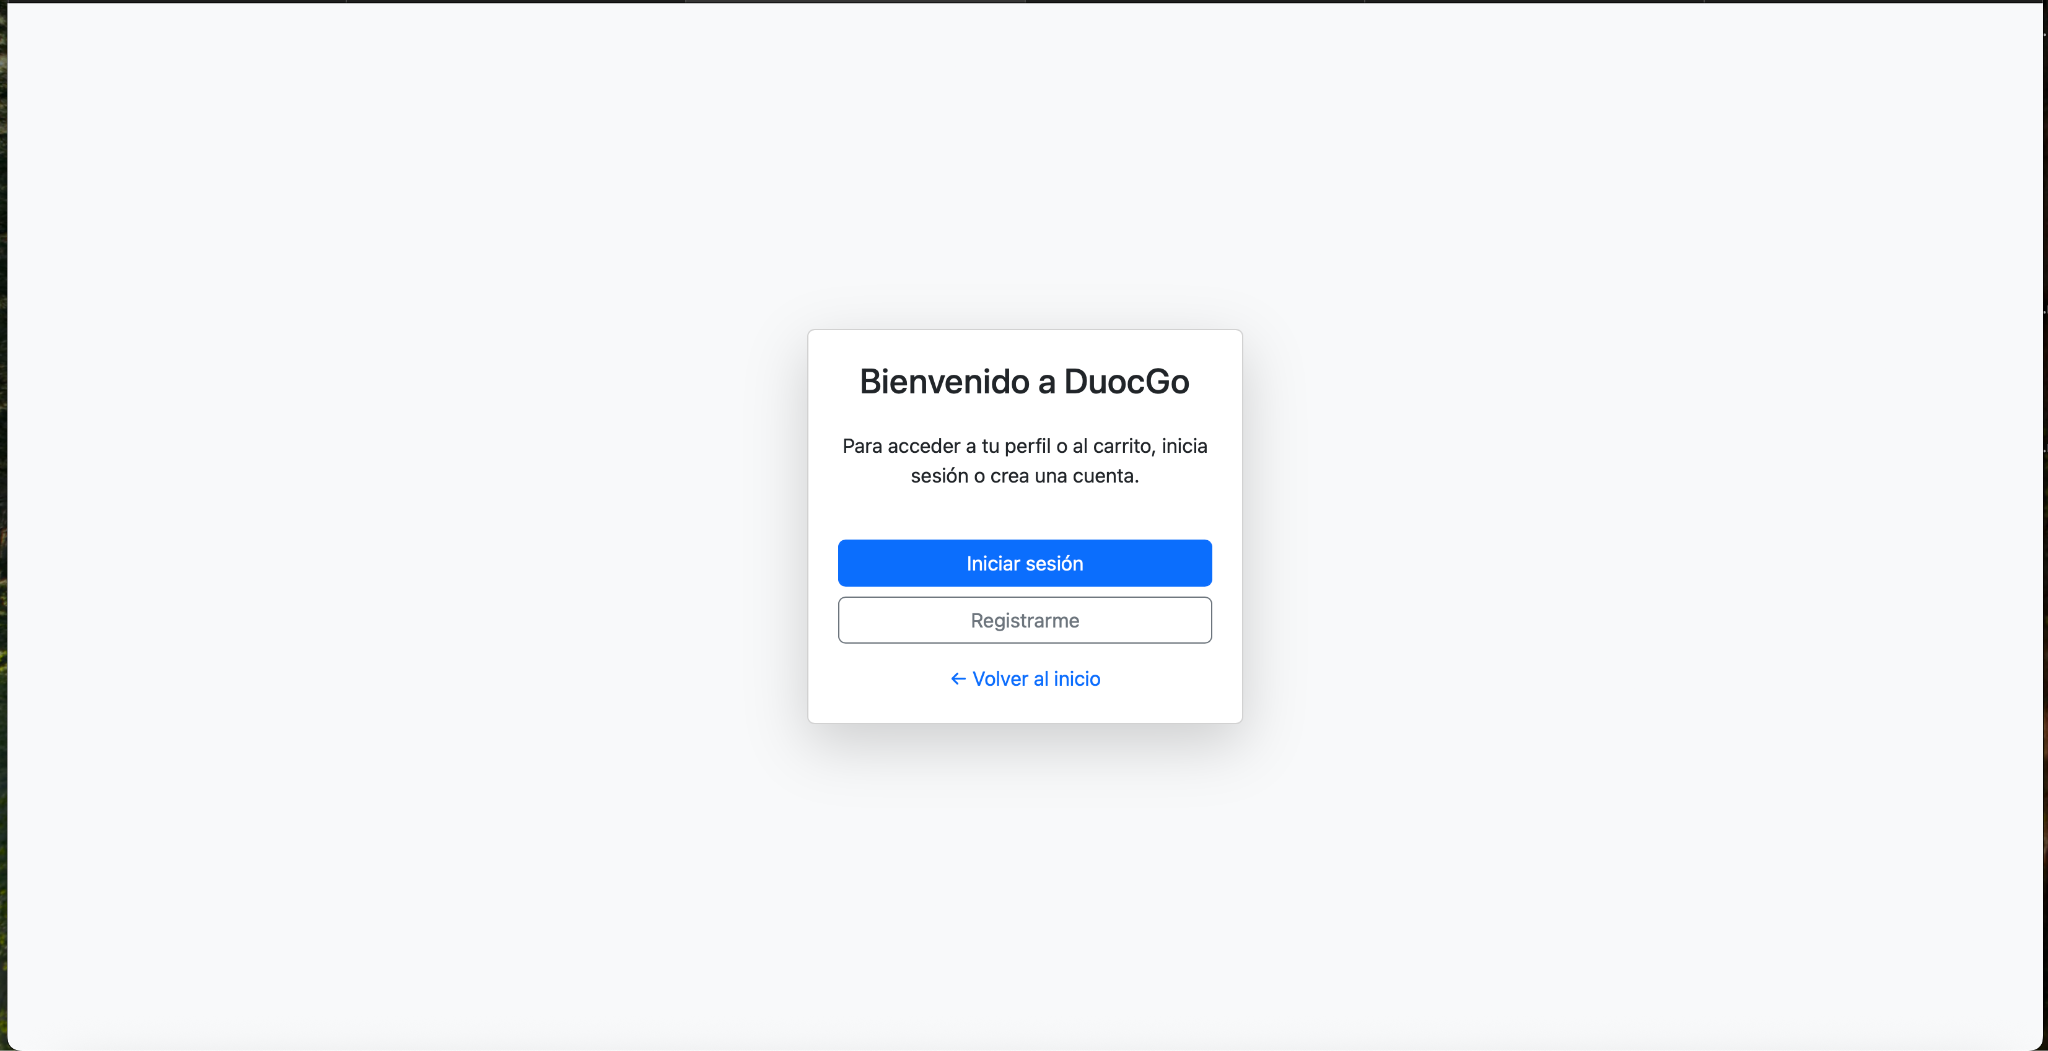 Bienvenido a DuocGo
Para acceder a tu perfil o al carrito, inicia
sesión o crea una cuenta.
Iniciar sesión
Registrarme
← Volver al inicio